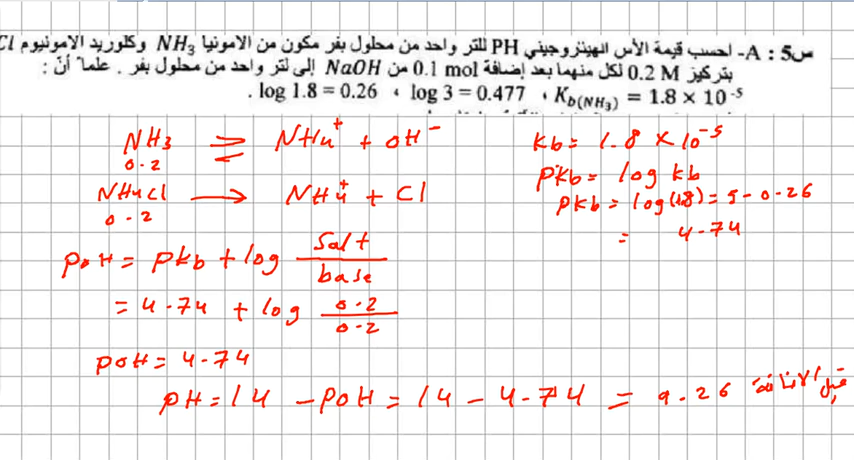 س5 : A- احسب قيمة الأس الهيدروجيني PH للتر واحد من محلول بفر مكون من الامونيا NH₃ وكلوريد الامونيوم Cl
بتركيز 0.2 M لكل منهما بعد إضافة 0.1 mol من NaOH إلى لتر واحد من محلول بفر . علماً أنّ :
K_b(NH₃) = 1.8 × 10⁻⁵ ، log 3 = 0.477 ، log 1.8 = 0.26 .
NH₃ ⇌ NH₄⁺ + OH⁻
0.2
NH₄Cl → NH₄⁺ + Cl
0.2
Kb = 1.8 × 10⁻⁵
Pkb = log kb
Pkb = log(1.8) = 5 - 0.26
= 4.74
POH = Pkb + log salt/base
= 4.74 + log 0.2/0.2
POH = 4.74
PH = 14 - POH = 14 - 4.74 = 9.26 قبل الاضافة